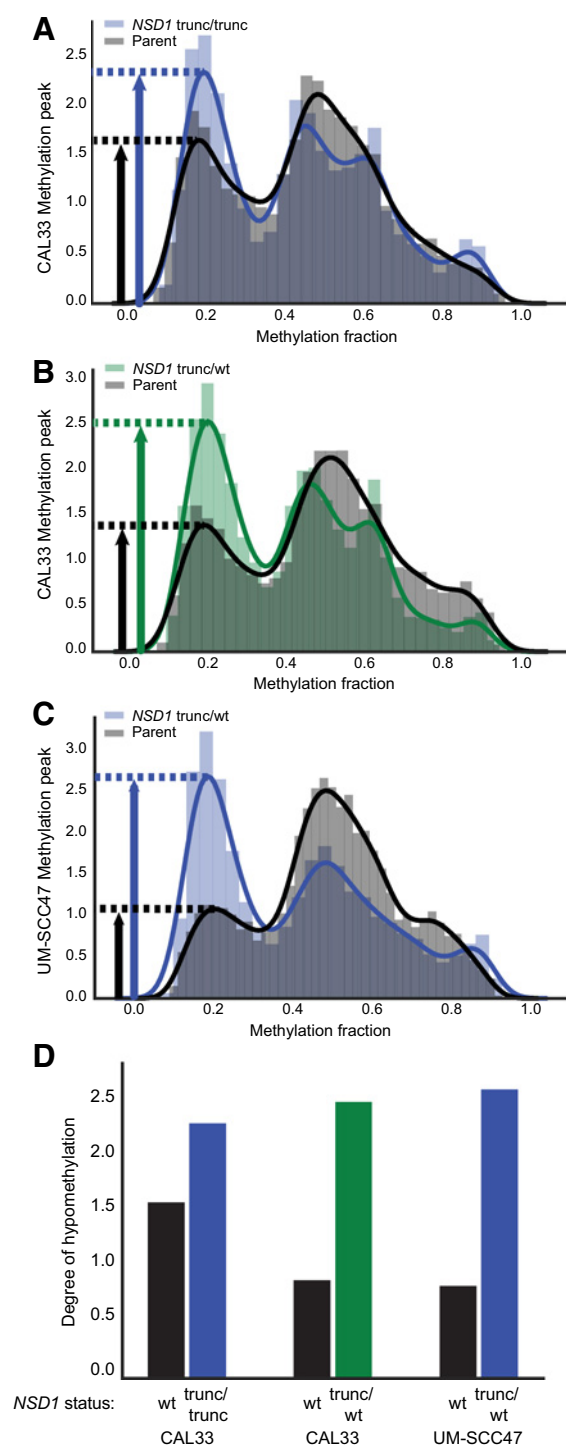 A
NSD1 trunc/trunc
Parent
CAL33 Methylation peak
2.5
2.0
1.5
1.0
0.5
0.0
0.0 0.2 0.4 0.6 0.8 1.0
Methylation fraction
B
NSD1 trunc/wt
Parent
CAL33 Methylation peak
3.0
2.5
2.0
1.5
1.0
0.5
0.0
0.0 0.2 0.4 0.6 0.8 1.0
Methylation fraction
C
NSD1 trunc/wt
Parent
UM-SCC47 Methylation peak
3.0
2.5
2.0
1.5
1.0
0.5
0.0
0.0 0.2 0.4 0.6 0.8 1.0
Methylation fraction
D
Degree of hypomethylation
2.5
2.0
1.5
1.0
0.5
0.0
NSD1 status: wt trunc/ wt trunc/ wt trunc/
trunc wt wt
CAL33 CAL33 UM-SCC47